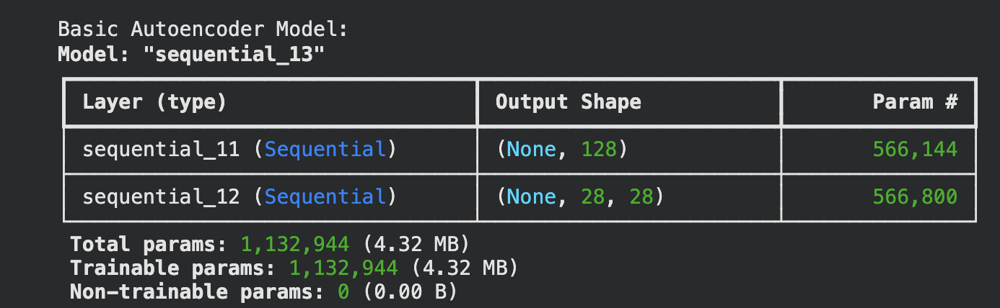 Basic Autoencoder Model:
Model: "sequential_13"
Layer (type) Output Shape Param #
sequential_11 (Sequential) (None, 128) 566,144
sequential_12 (Sequential) (None, 28, 28) 566,800
Total params: 1,132,944 (4.32 MB)
Trainable params: 1,132,944 (4.32 MB)
Non-trainable params: 0 (0.00 B)